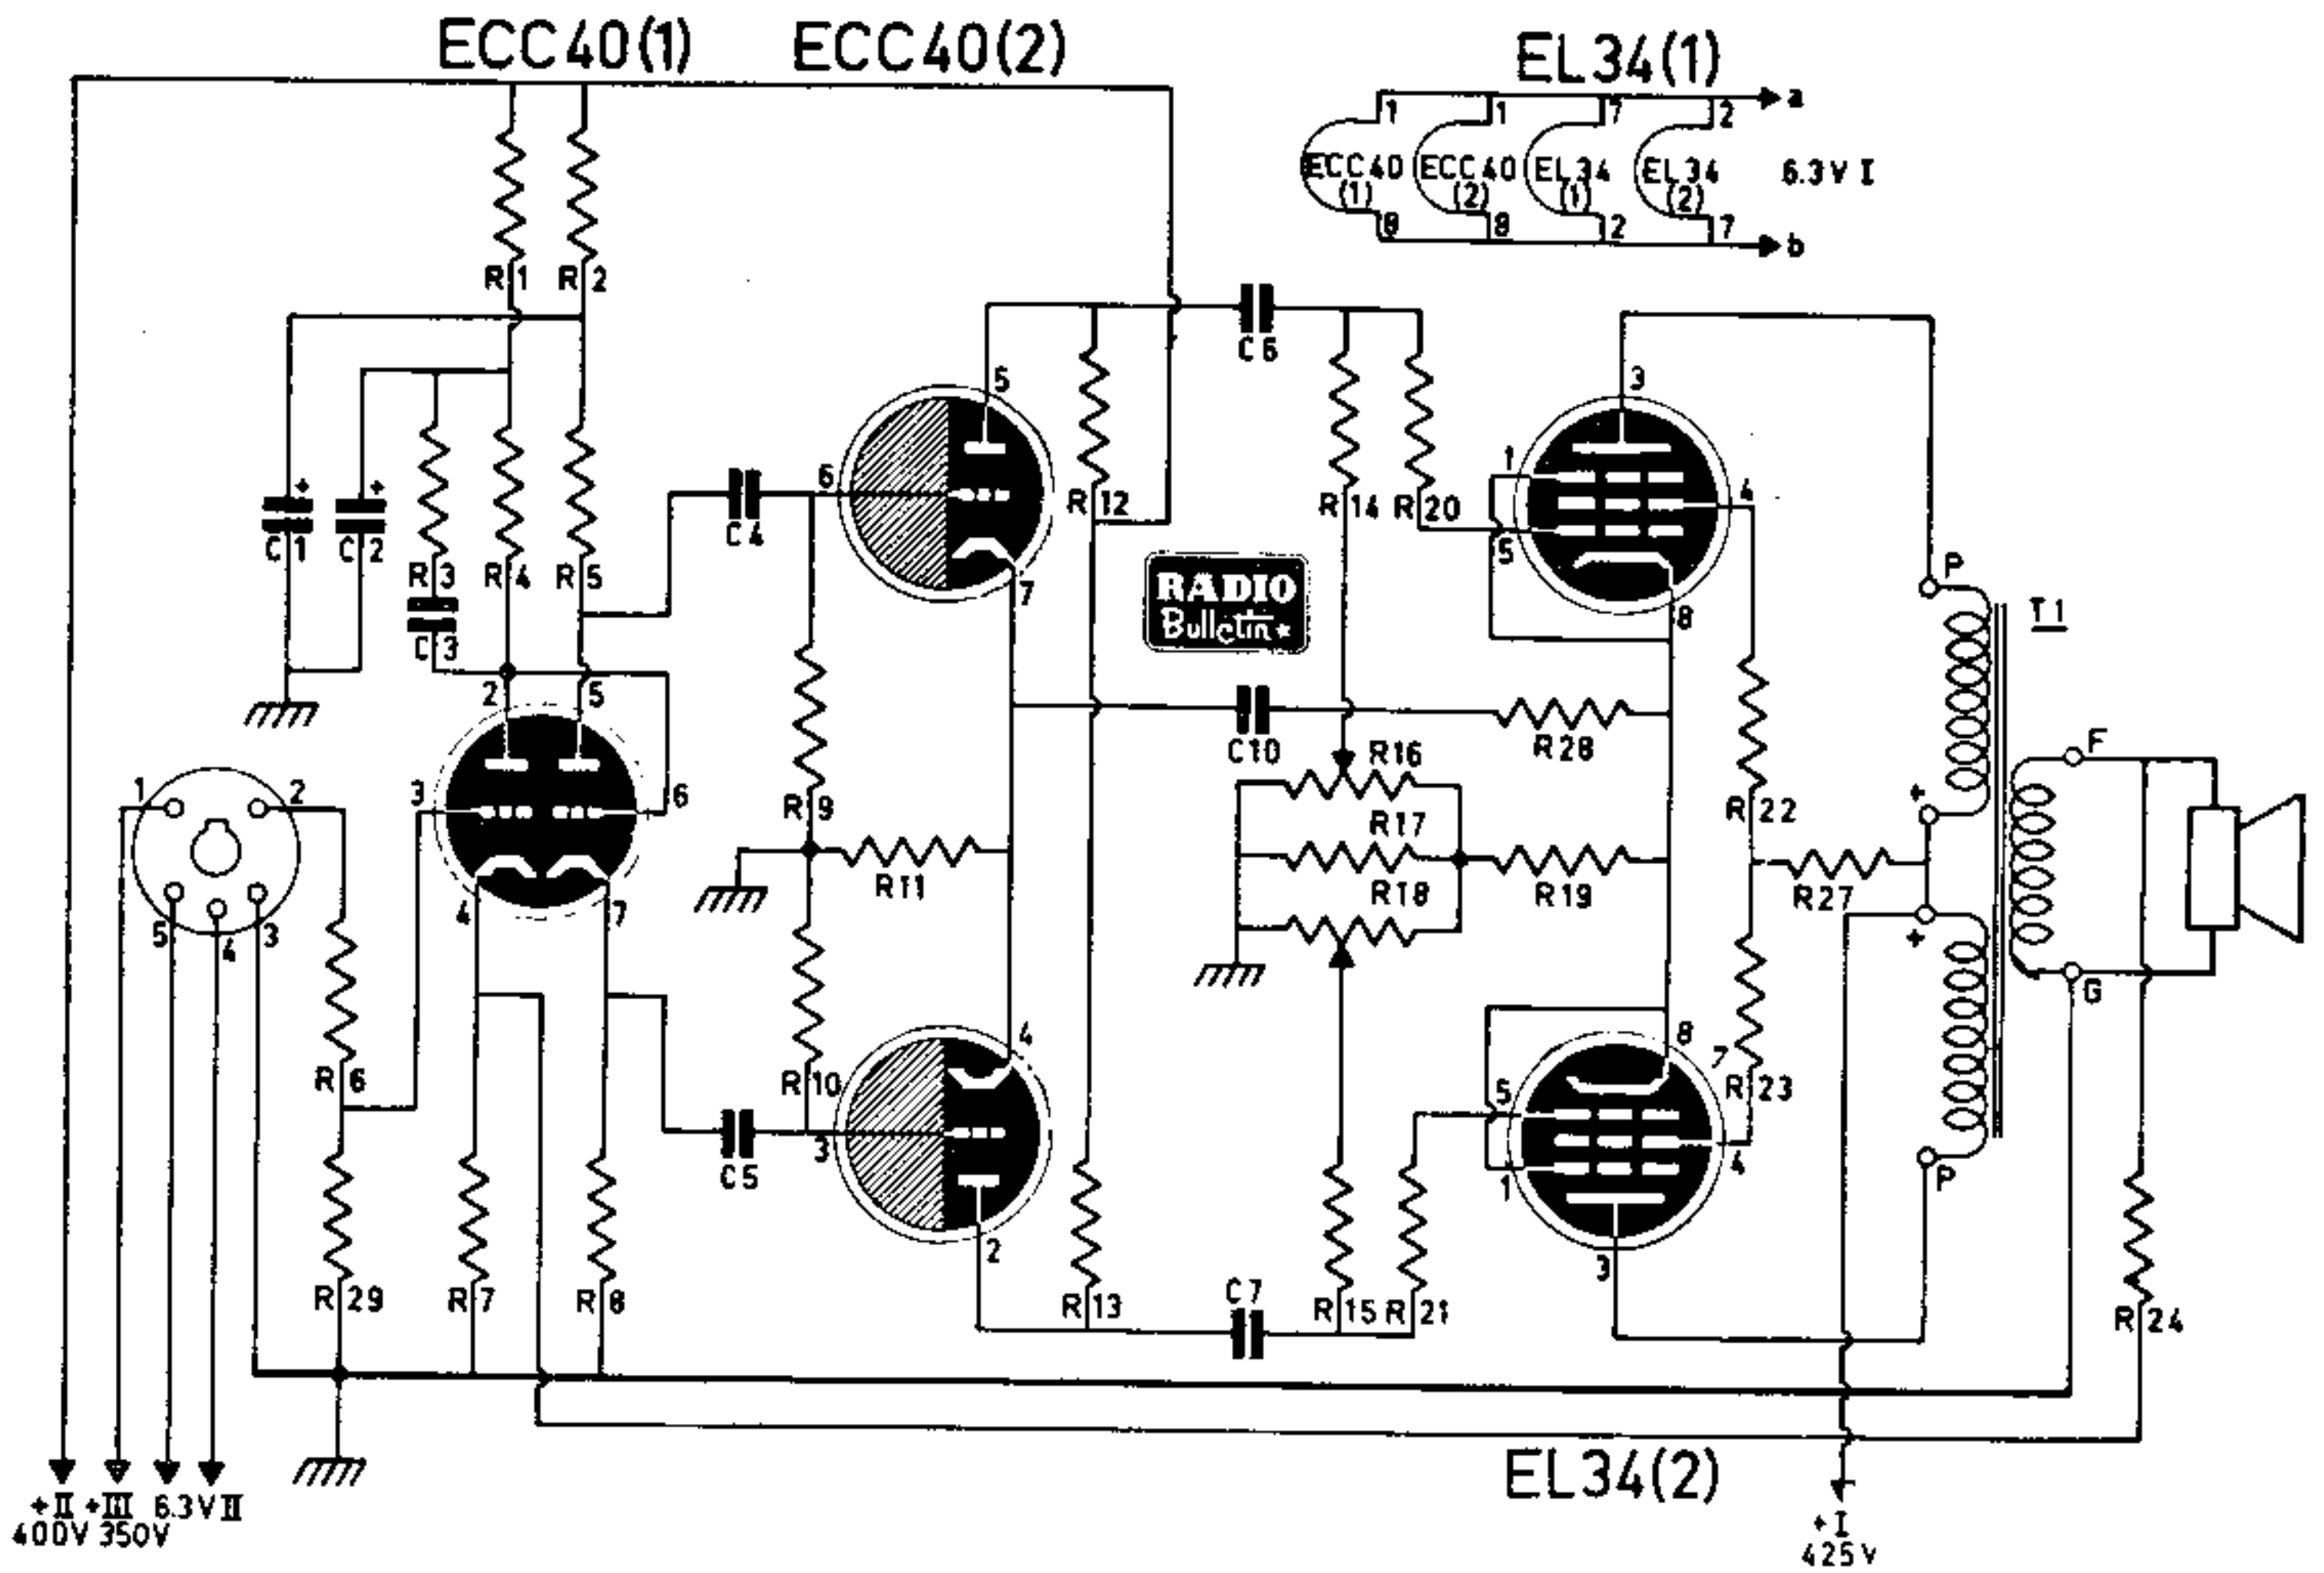 ECC40(1) ECC40(2) EL34(1)
1 1 7 2 a
ECC40 (1) ECC40 (2) EL34 (1) EL34 (2) 6.3V I
8 8 2 7 b
R1 R2
C6
5 3
6 1 4
C4 R12 R14 R20
C1 C2 5
R3 R4 R5 7 P
RADIO
Bulletin
8 T1
C3
2 5
C10 R28 F
R16
1 2 3 6 R9 R17 R22 +
R11 R18 R19 R27
5 4 3 4 7 + G
4 8 7
R6 R10 5 R23
3 4
C5 1 P
2 3
R29 R7 R8 R13 C7 R15 R21 R24
EL34(2)
+II +III 6.3V II
400V 350V
+I
425V